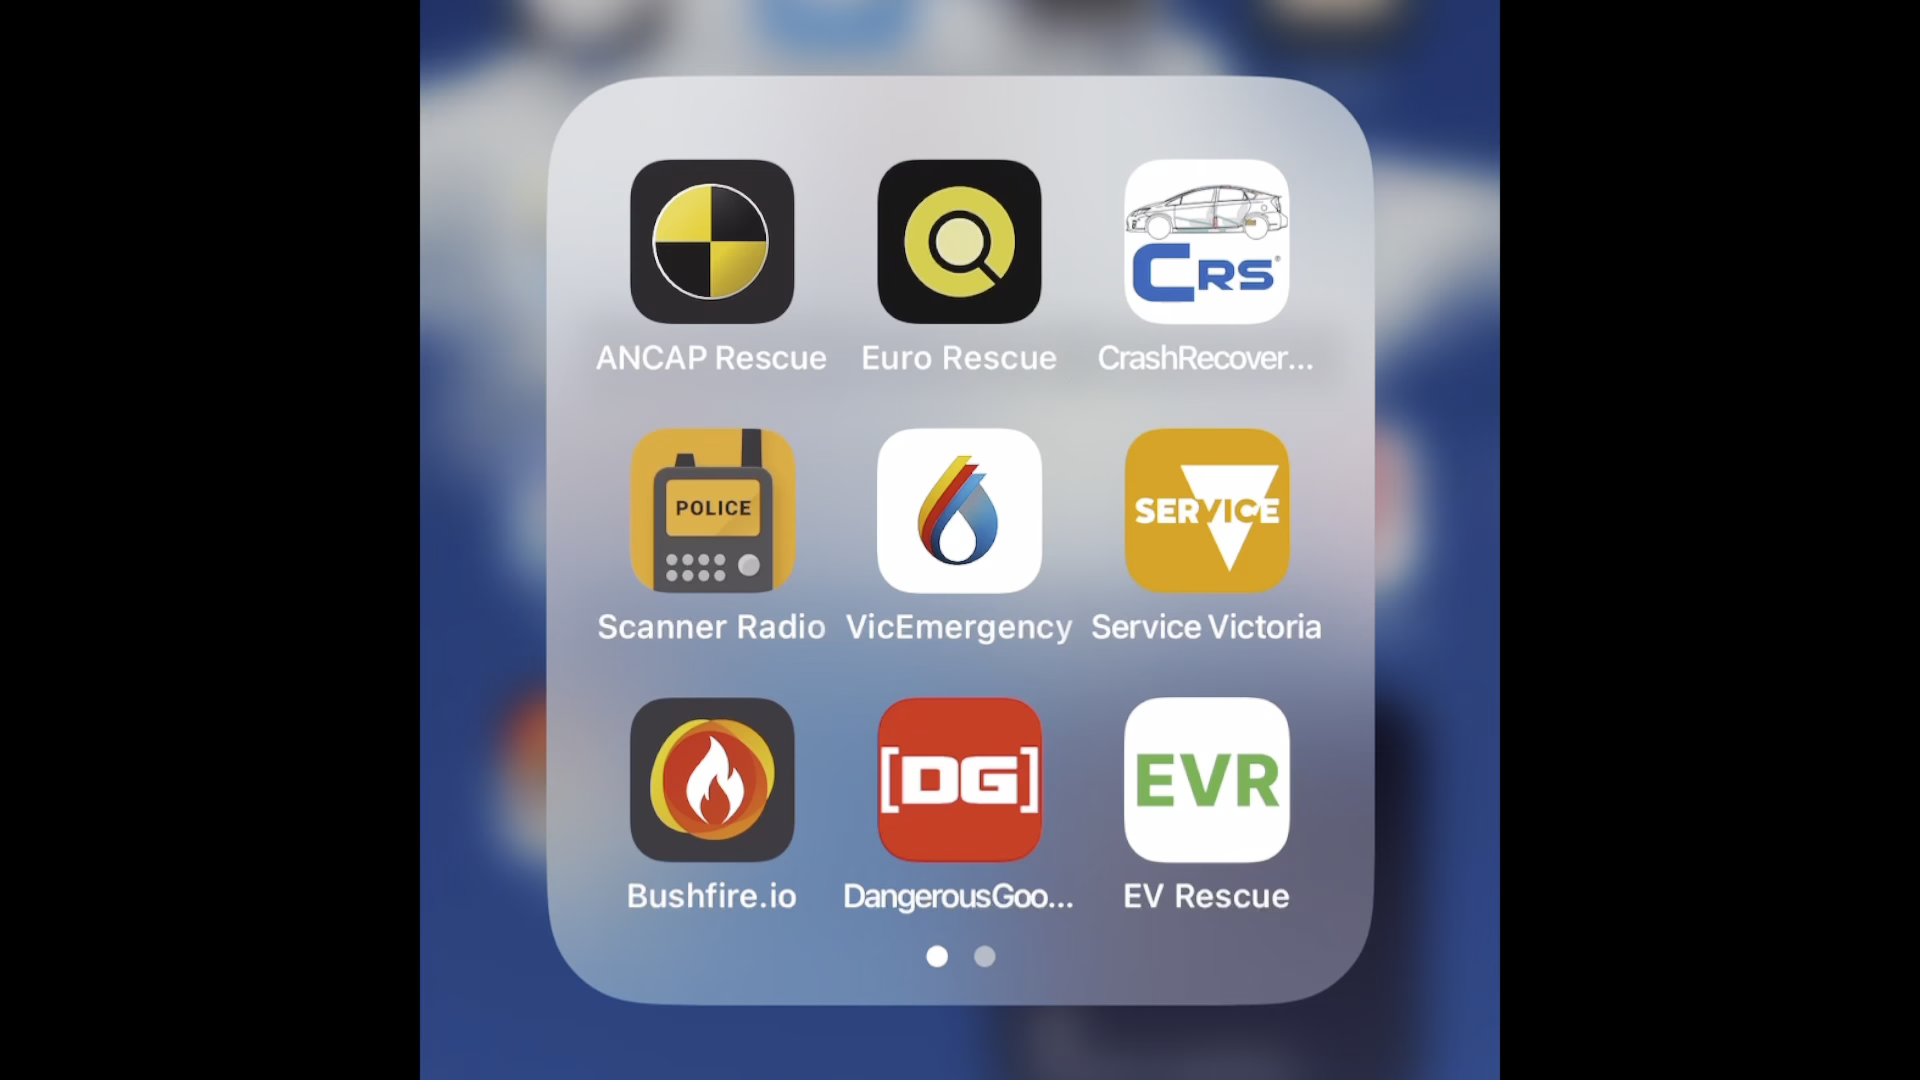 CRS
ANCAP Rescue
Euro Rescue
CrashRecover...
POLICE
SERVICE
Scanner Radio
VicEmergency
Service Victoria
[DG]
EVR
Bushfire.io
DangerousGoo...
EV Rescue